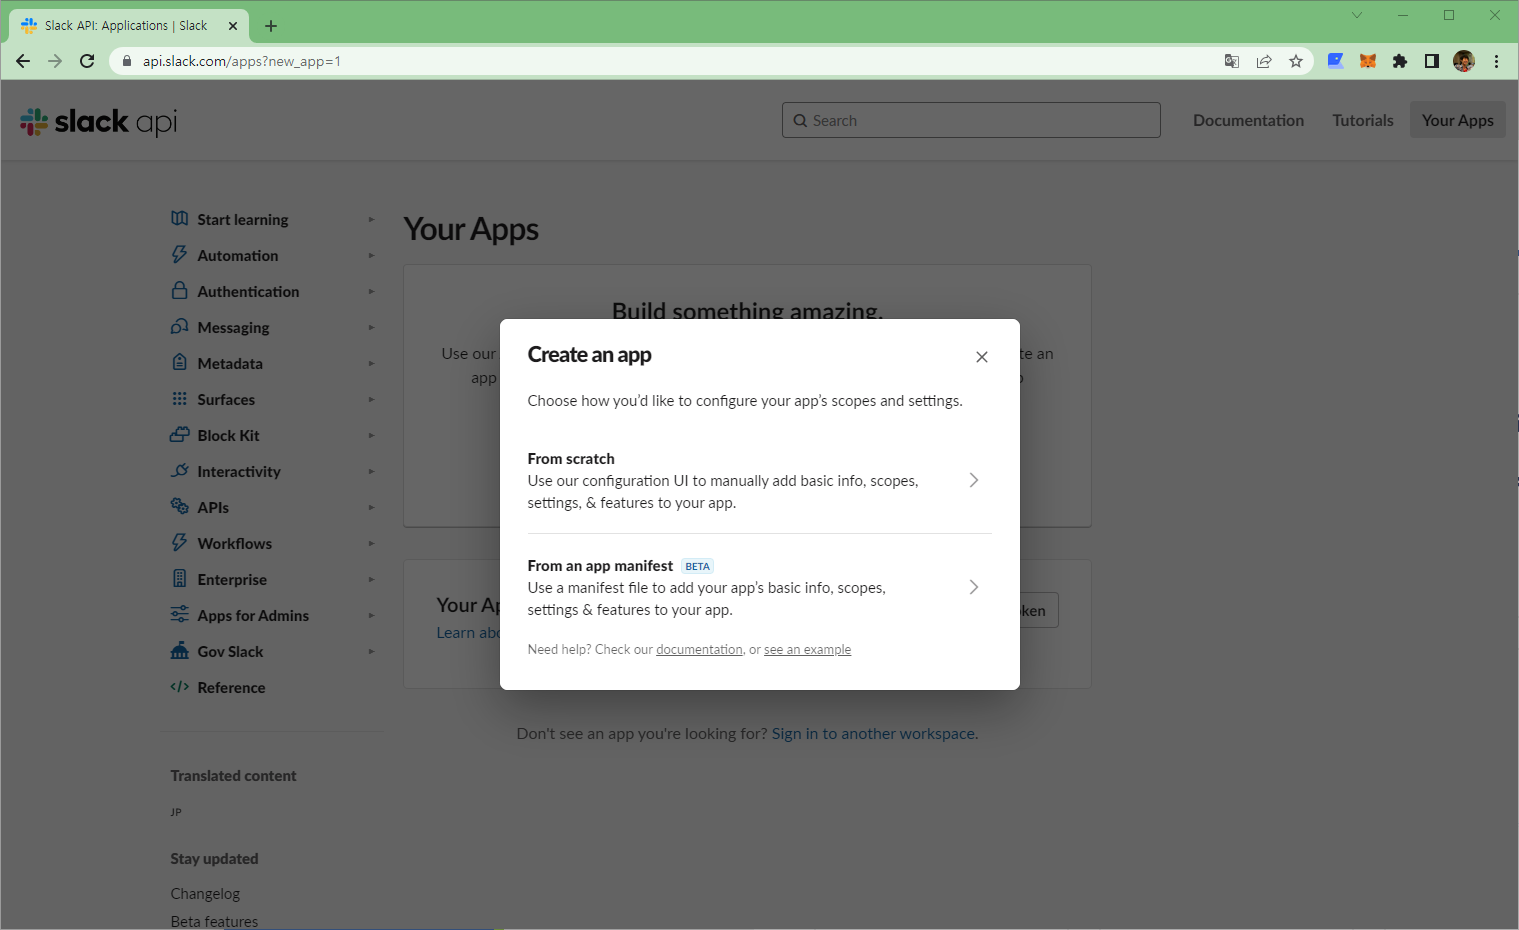 Slack API: Applications | Slack
api.slack.com/apps?new_app=1
slack api
Search
Documentation
Tutorials
Your Apps
Start learning
Automation
Authentication
Messaging
Metadata
Surfaces
Block Kit
Interactivity
APIs
Workflows
Enterprise
Apps for Admins
Gov Slack
Reference
Translated content
JP
Stay updated
Changelog
Beta features
Your Apps
Build something amazing.
Use our
te an
app
Create an app
Choose how you’d like to configure your app’s scopes and settings.
From scratch
Use our configuration UI to manually add basic info, scopes,
settings, & features to your app.
From an app manifest BETA
Use a manifest file to add your app’s basic info, scopes,
settings & features to your app.
Need help? Check our documentation, or see an example
Your Ap
ken
Learn abo
Don't see an app you're looking for? Sign in to another workspace.